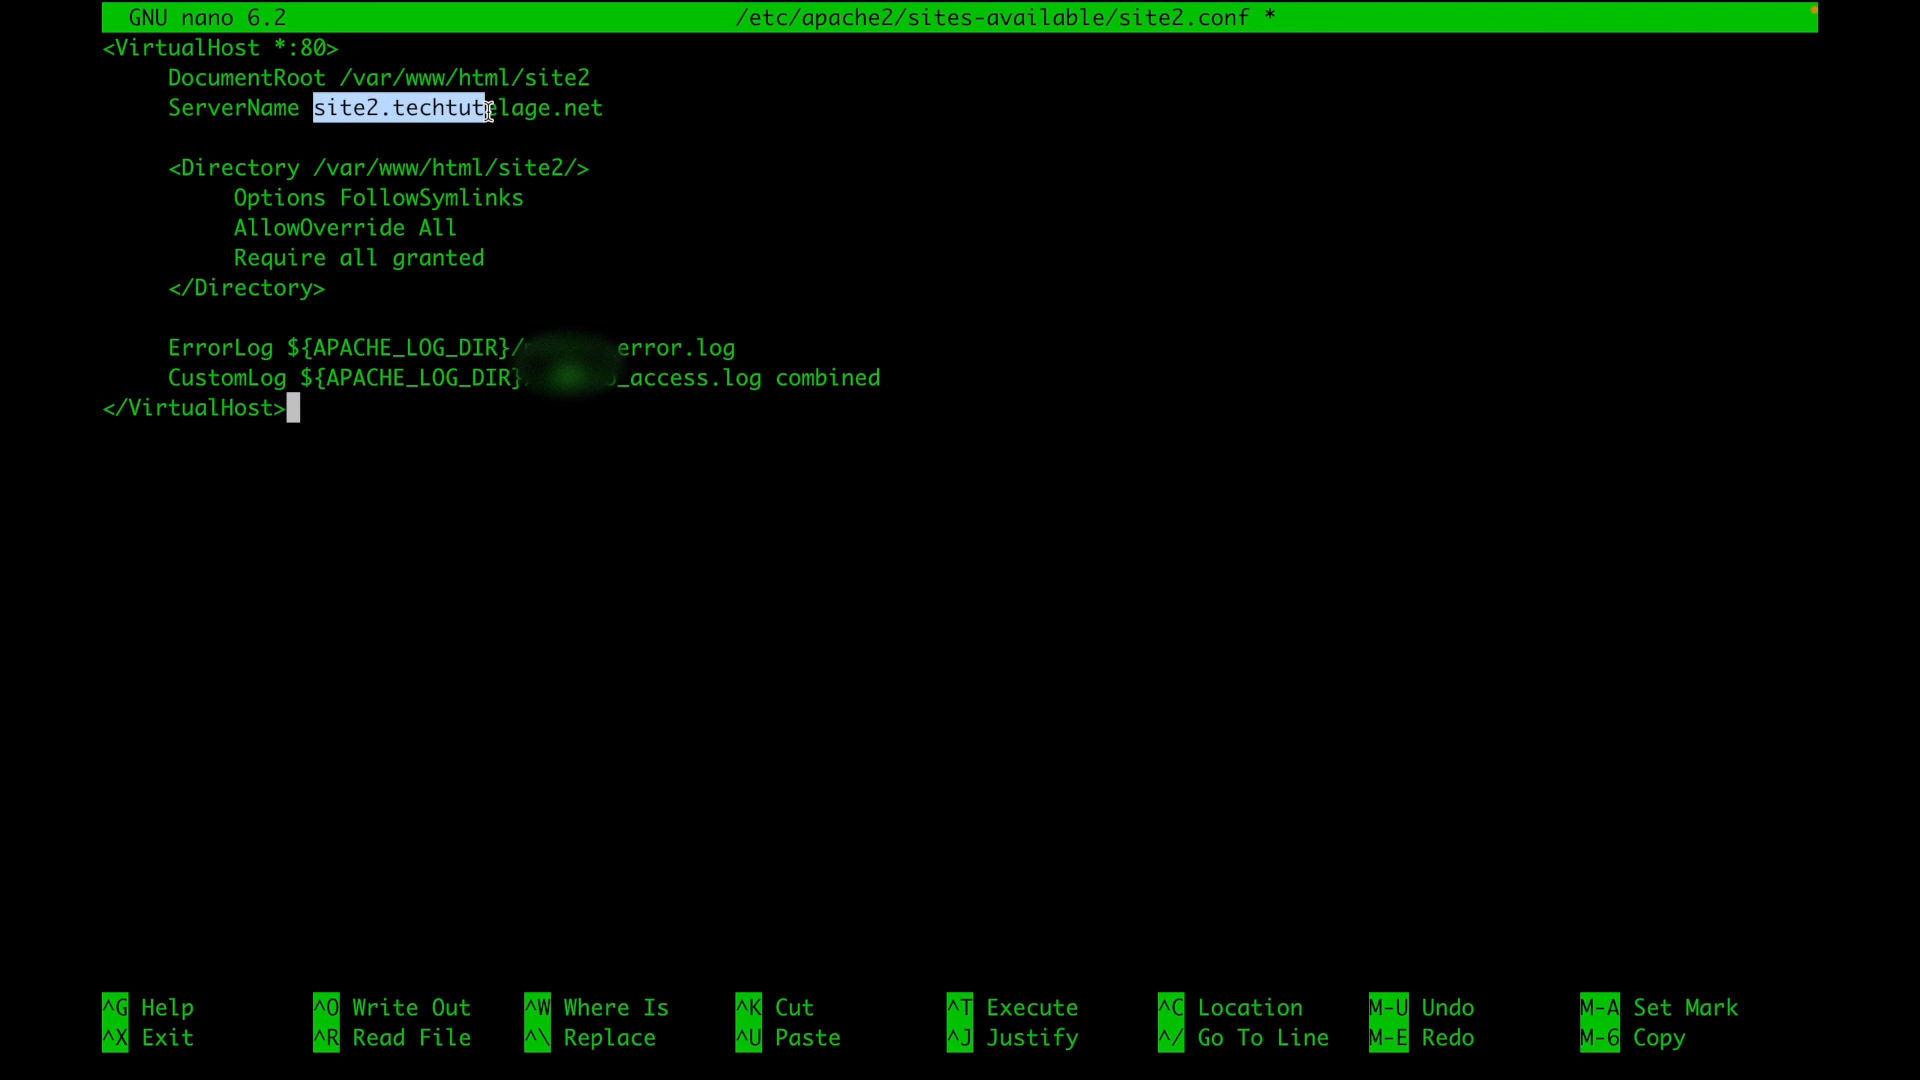 GNU nano 6.2 /etc/apache2/sites-available/site2.conf *
<VirtualHost *:80>
DocumentRoot /var/www/html/site2
ServerName site2.techtutelage.net
<Directory /var/www/html/site2/>
Options FollowSymlinks
AllowOverride All
Require all granted
</Directory>
ErrorLog ${APACHE_LOG_DIR}/ error.log
CustomLog ${APACHE_LOG_DIR} _access.log combined
</VirtualHost>
^G Help ^O Write Out ^W Where Is ^K Cut ^T Execute ^C Location M-U Undo M-A Set Mark
^X Exit ^R Read File ^\ Replace ^U Paste ^J Justify ^/ Go To Line M-E Redo M-6 Copy